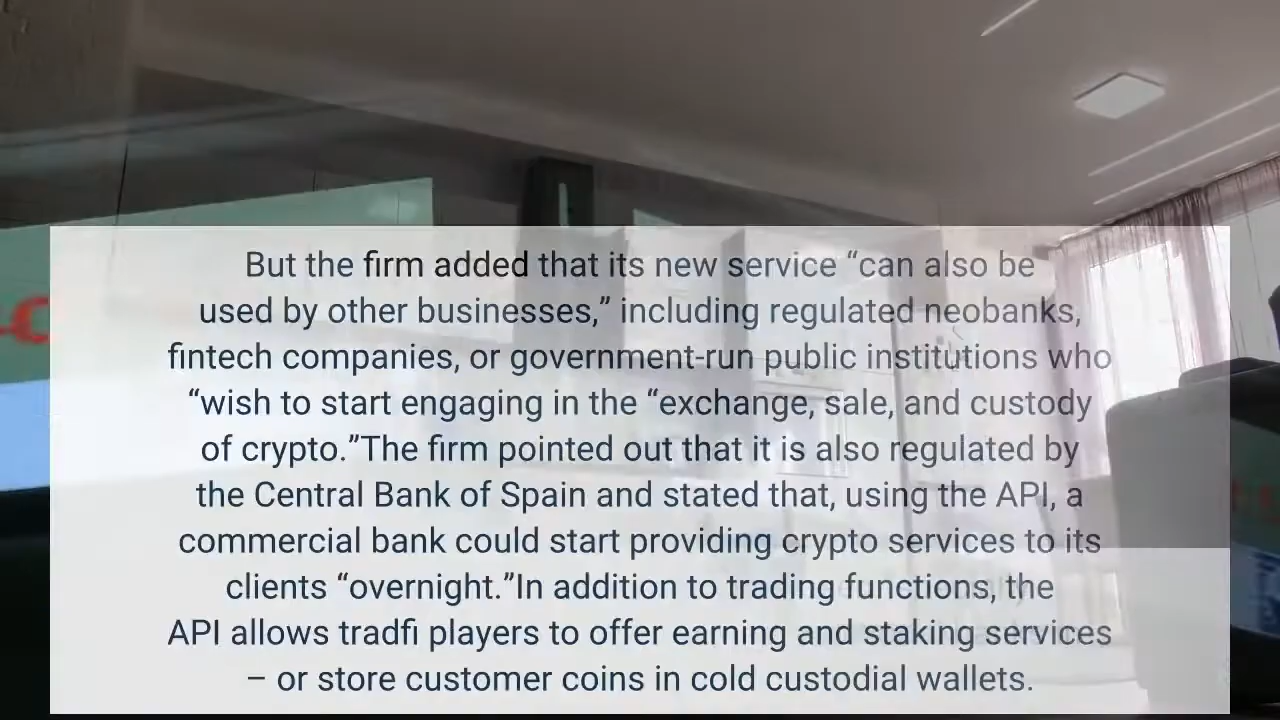 But the firm added that its new service “can also be
used by other businesses,” including regulated neobanks,
fintech companies, or government-run public institutions who
“wish to start engaging in the “exchange, sale, and custody
of crypto.”The firm pointed out that it is also regulated by
the Central Bank of Spain and stated that, using the API, a
commercial bank could start providing crypto services to its
clients “overnight.”In addition to trading functions, the
API allows tradfi players to offer earning and staking services
– or store customer coins in cold custodial wallets.